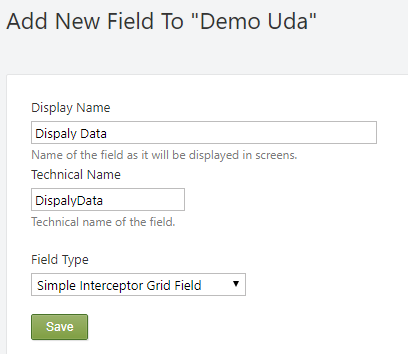 Add New Field To "Demo Uda"
Display Name
Dispaly Data
Name of the field as it will be displayed in screens.
Technical Name
DispalyData
Technical name of the field.
Field Type
Simple Interceptor Grid Field
Save